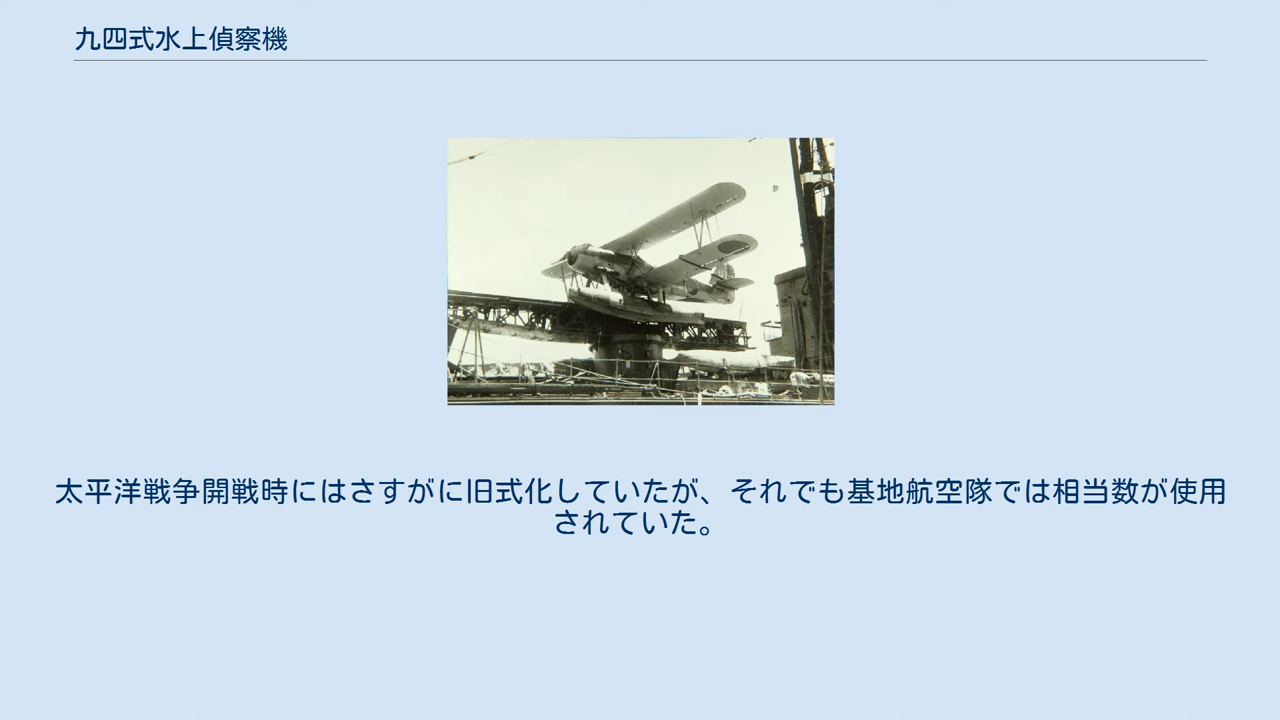 九四式水上偵察機
太平洋戦争開戦時にはさすがに旧式化していたが、それでも基地航空隊では相当数が使用
されていた。